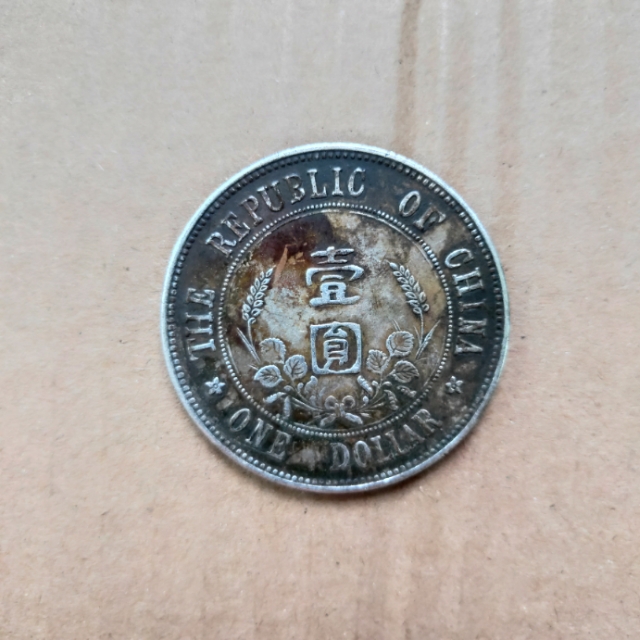 THE REPUBLIC OF CHINA
壹
圓
ONE DOLLAR